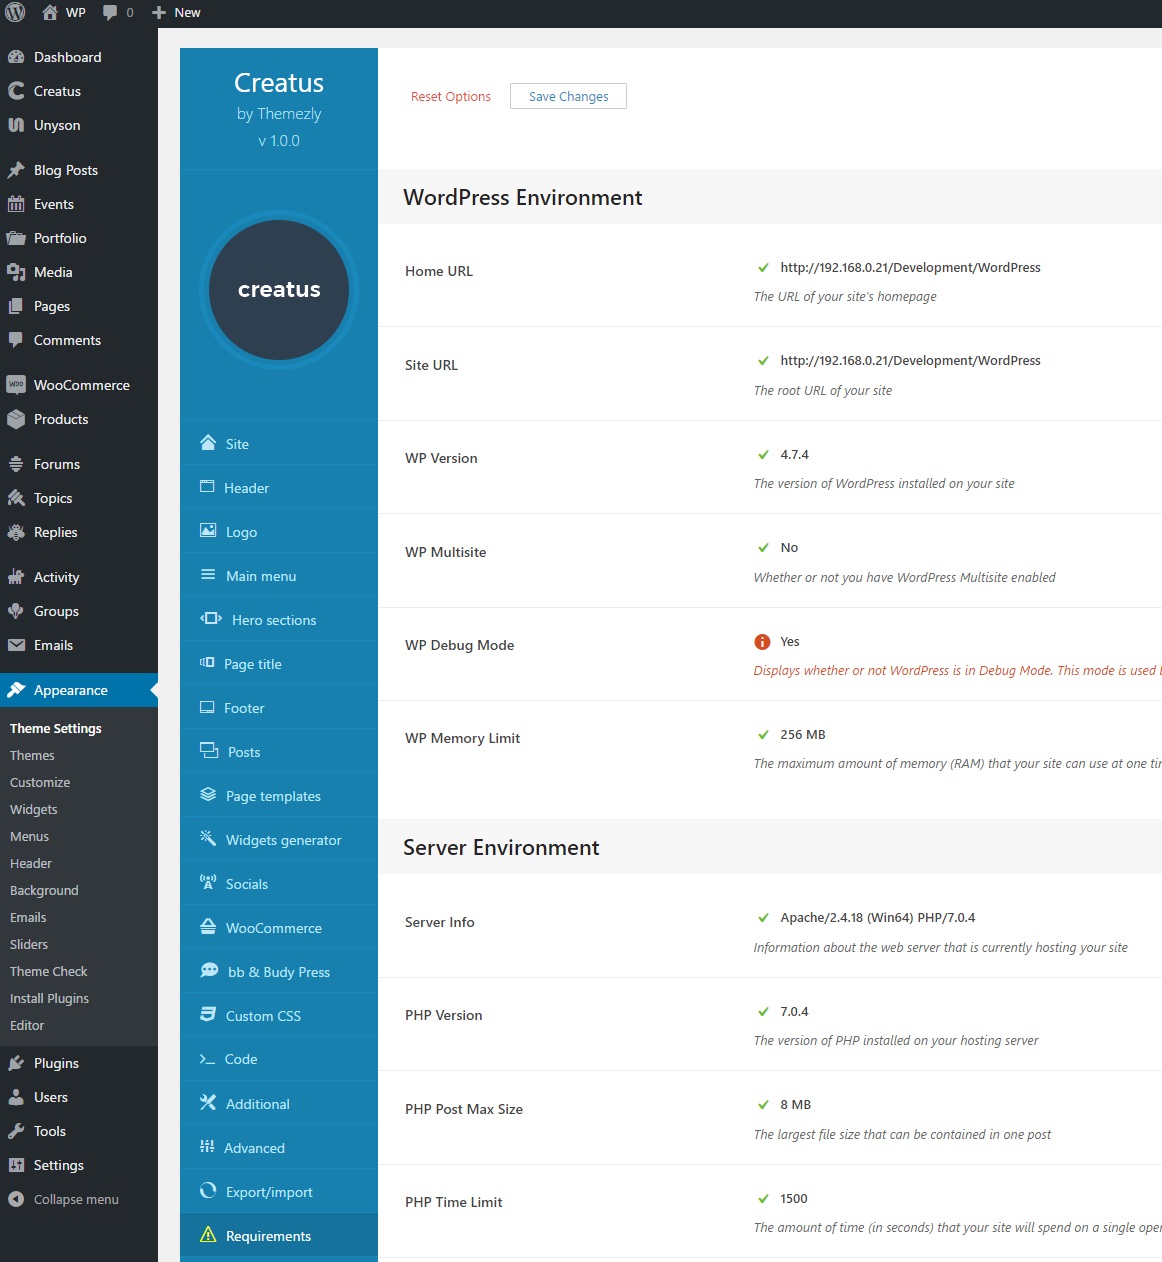 WP 0 New
Dashboard
Creatus
Unyson
Blog Posts
Events
Portfolio
Media
Pages
Comments
woo WooCommerce
Products
Forums
Topics
Replies
Activity
Groups
Emails
Appearance
Theme Settings
Themes
Customize
Widgets
Menus
Header
Background
Emails
Sliders
Theme Check
Install Plugins
Editor
Plugins
Users
Tools
Settings
Collapse menu
Creatus
by Themezly
v 1.0.0
creatus
Site
Header
Logo
Main menu
Hero sections
Page title
Footer
Posts
Page templates
Widgets generator
Socials
WooCommerce
bb & Budy Press
Custom CSS
Code
Additional
Advanced
Export/import
Requirements
Reset Options Save Changes
WordPress Environment
Home URL http://192.168.0.21/Development/WordPress
The URL of your site's homepage
Site URL http://192.168.0.21/Development/WordPress
The root URL of your site
WP Version 4.7.4
The version of WordPress installed on your site
WP Multisite No
Whether or not you have WordPress Multisite enabled
WP Debug Mode Yes
Displays whether or not WordPress is in Debug Mode. This mode is used
WP Memory Limit 256 MB
The maximum amount of memory (RAM) that your site can use at one
Server Environment
Server Info Apache/2.4.18 (Win64) PHP/7.0.4
Information about the web server that is currently hosting your site
PHP Version 7.0.4
The version of PHP installed on your hosting server
PHP Post Max Size 8 MB
The largest file size that can be contained in one post
PHP Time Limit 1500
The amount of time (in seconds) that your site will spend on a single